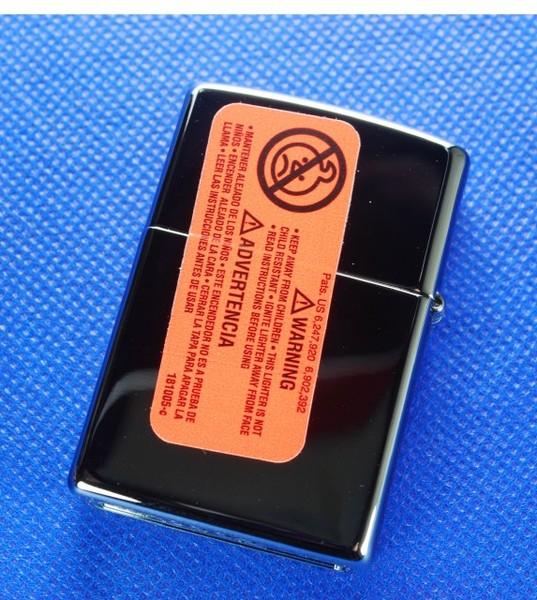 Pats. US 6,247,920 6,902,392
WARNING
• KEEP AWAY FROM CHILDREN • THIS LIGHTER IS NOT
CHILD RESISTANT • IGNITE LIGHTER AWAY FROM FACE
• READ INSTRUCTIONS BEFORE USING
ADVERTENCIA
• MANTENER ALEJADO DE LOS NIÑOS • ESTE ENCENDEDOR NO ES A PRUEBA DE
NIÑOS • ENCENDER ALEJADO DE LA CARA • CERRAR LA TAPA PARA APAGAR LA
LLAMA • LEER LAS INSTRUCCIONES ANTES DE USAR
181005-c